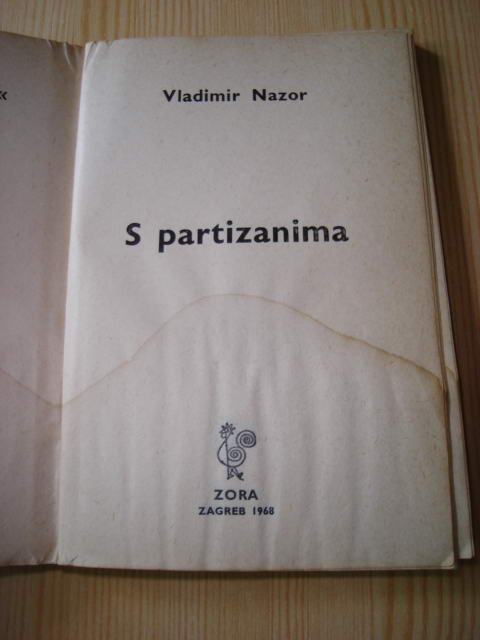 «
Vladimir Nazor
S partizanima
ZORA
ZAGREB 1968